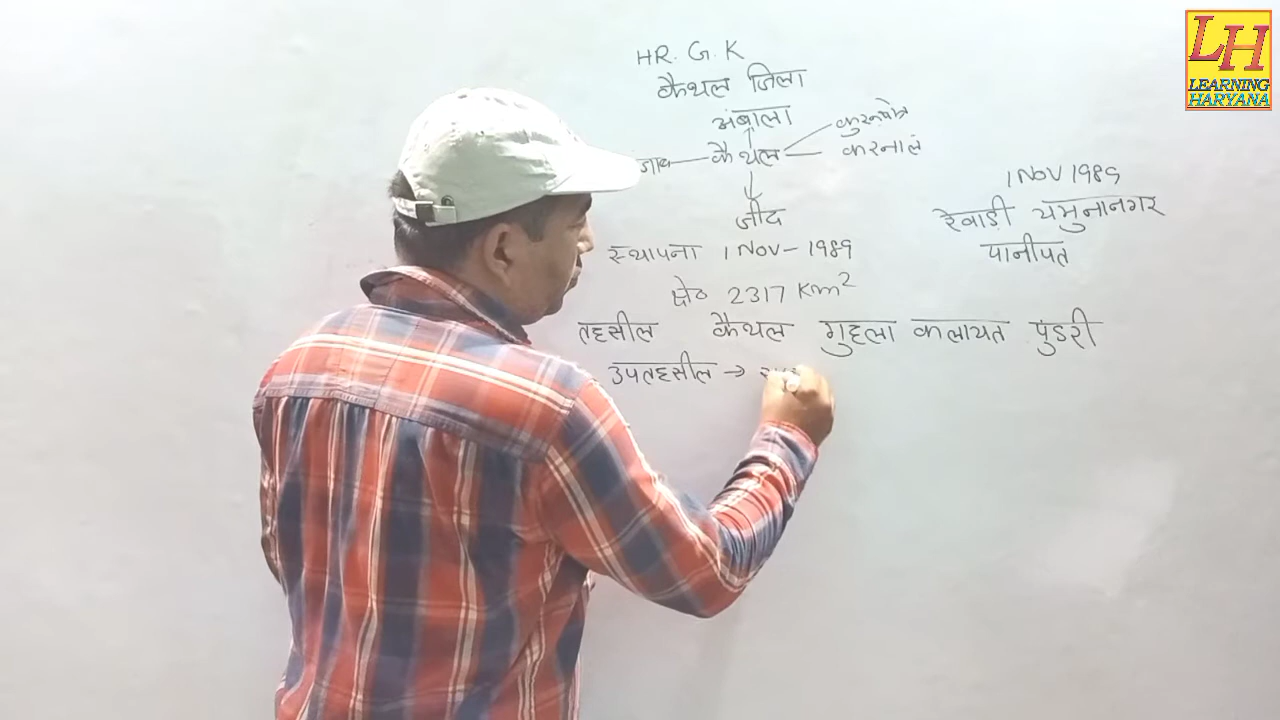 HR. G. K
कैथल जिला
अंबाला
कैथल
कुरुक्षेत्र
करनाल
जींद
स्थापना 1 Nov - 1989
क्षे० 2317 Km²
तहसील कैथल गुहला कलायत पुंडरी
उपतहसील →
1 Nov 1989
रेवाड़ी यमुनानगर
पानीपत
LH
LEARNING
HARYANA